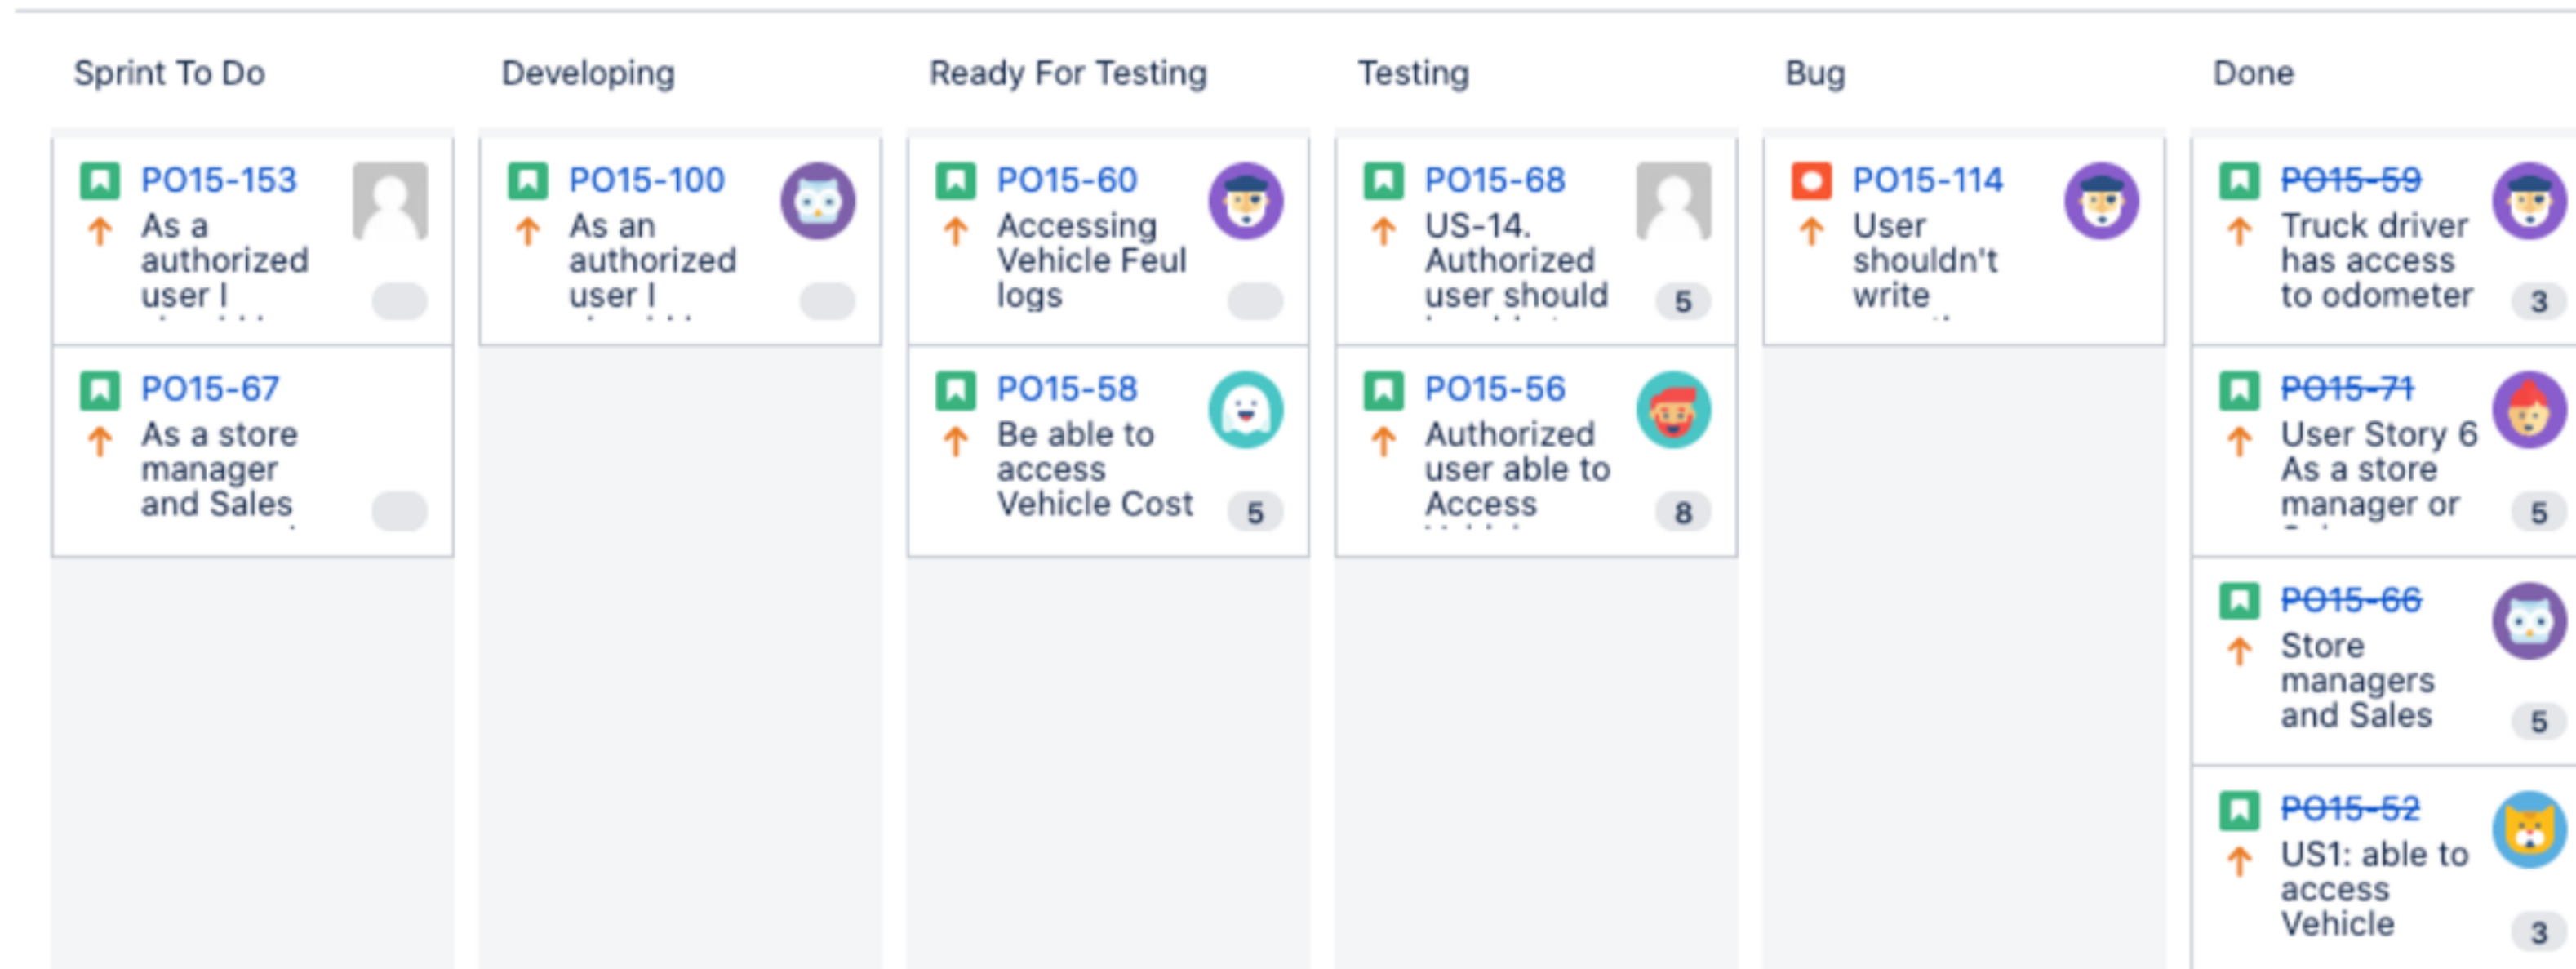 Sprint To Do
Developing
Ready For Testing
Testing
Bug
Done
PO15-153
As a
authorized
user I
PO15-67
As a store
manager
and Sales
PO15-100
As an
authorized
user I
PO15-60
Accessing
Vehicle Feul
logs
PO15-58
Be able to
access
Vehicle Cost
5
PO15-68
US-14.
Authorized
user should
5
PO15-56
Authorized
user able to
Access
8
PO15-114
User
shouldn't
write
PO15-59
Truck driver
has access
to odometer
3
PO15-71
User Story 6
As a store
manager or
5
PO15-66
Store
managers
and Sales
5
PO15-52
US1: able to
access
Vehicle
3